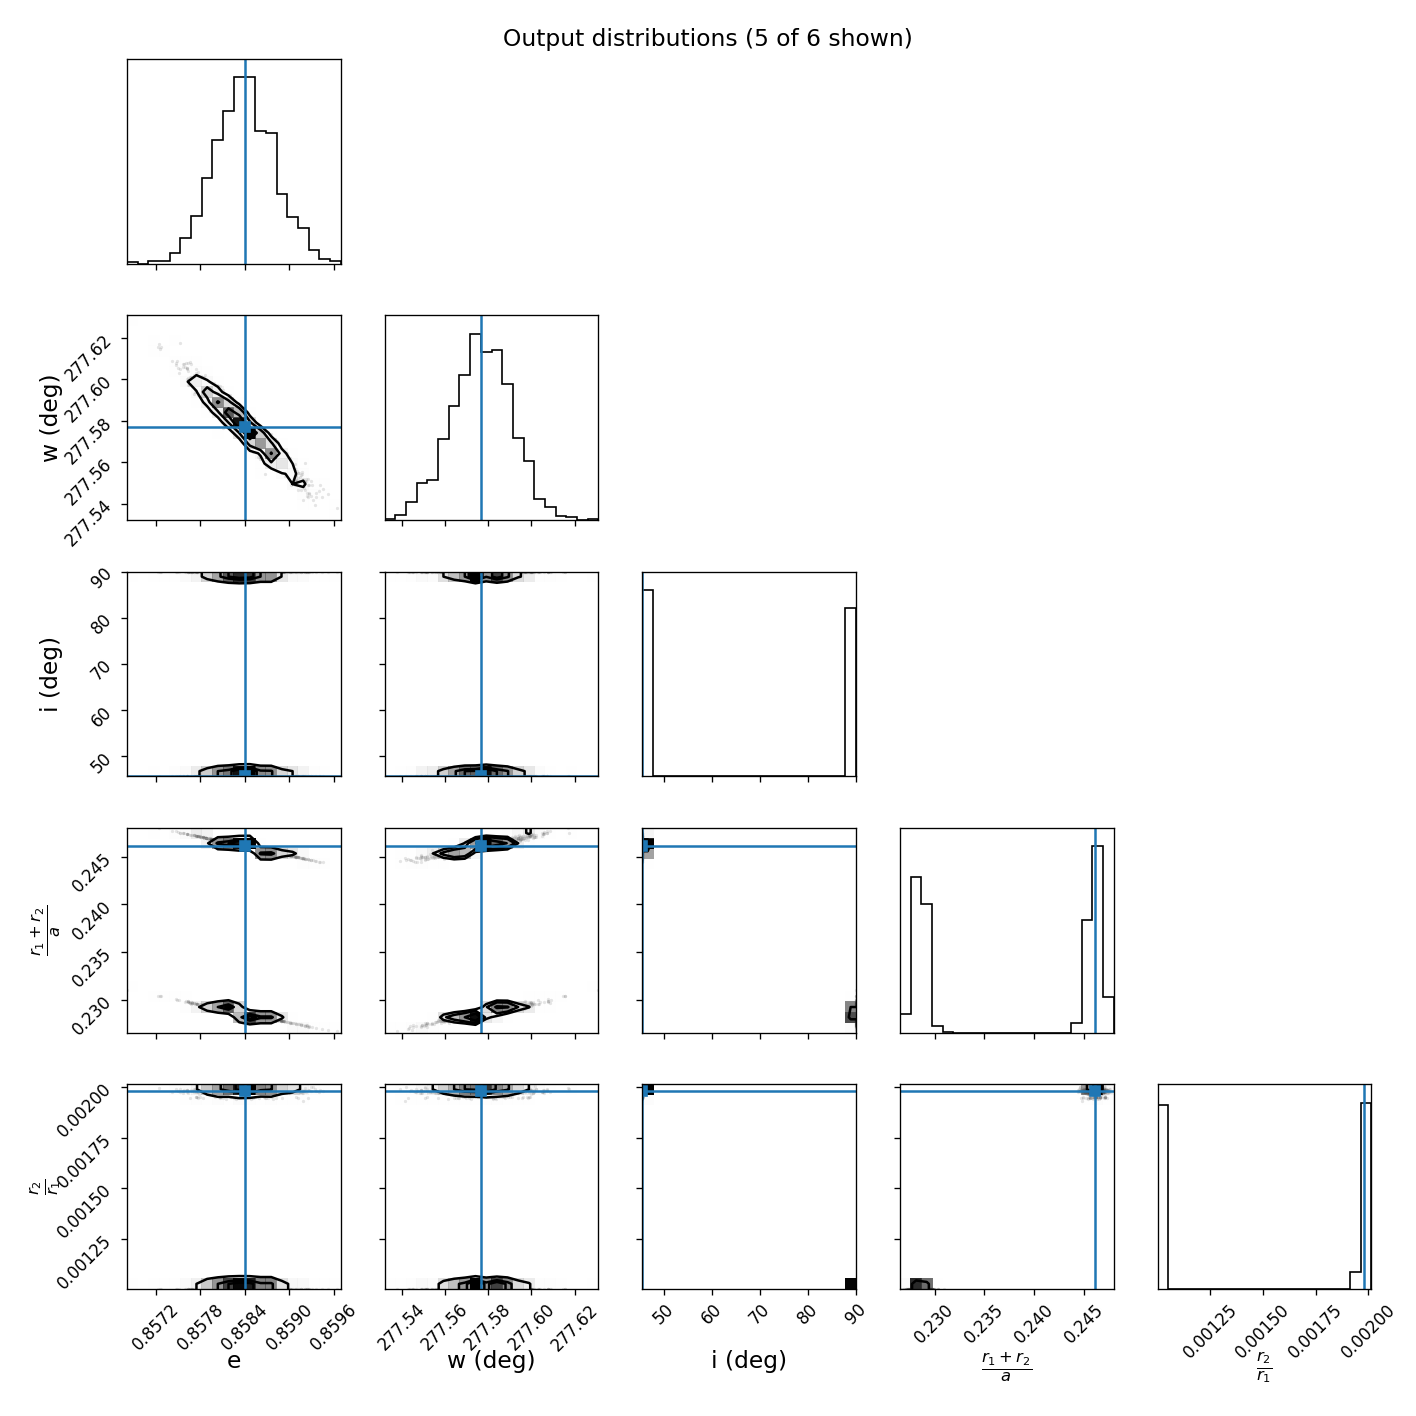 Output distributions (5 of 6 shown)
w (deg)
277.62
277.60
277.58
277.56
277.54
i (deg)
90
80
70
60
50
r1 + r2
a
0.245
0.240
0.235
0.230
r2
r1
0.00200
0.00175
0.00150
0.00125
0.8572
0.8578
0.8584
0.8590
0.8596
e
277.54
277.56
277.58
277.60
277.62
w (deg)
50
60
70
80
90
i (deg)
0.230
0.235
0.240
0.245
r1 + r2
a
0.00125
0.00150
0.00175
0.00200
r2
r1